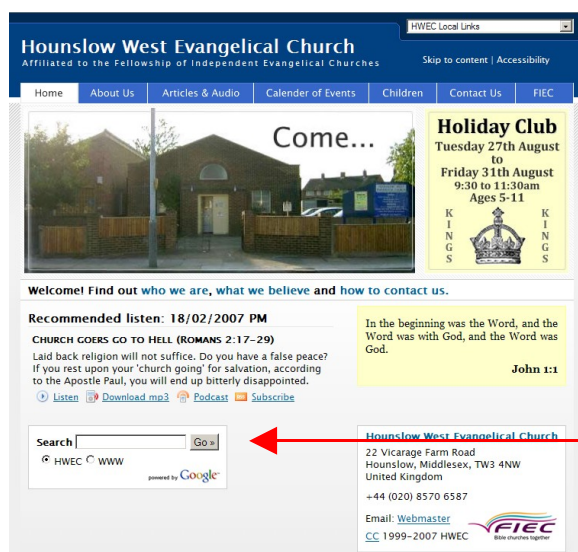 HWEC Local Links
Hounslow West Evangelical Church
Affiliated to the Fellowship of Independent Evangelical Churches
Skip to content | Accessibility
Home About Us Articles & Audio Calender of Events Children Contact Us FIEC
Come...
Holiday Club
Tuesday 27th August
to
Friday 31th August
9:30 to 11:30am
Ages 5-11
KINGS
KINGS
Welcome! Find out who we are, what we believe and how to contact us.
Recommended listen: 18/02/2007 PM
CHURCH GOERS GO TO HELL (ROMANS 2:17-29)
Laid back religion will not suffice. Do you have a false peace?
If you rest upon your 'church going' for salvation, according
to the Apostle Paul, you will end up bitterly disappointed.
Listen Download mp3 Podcast Subscribe
In the beginning was the Word, and the
Word was with God, and the Word was
God.
John 1:1
Search Go »
HWEC WWW
powered by Google™
Hounslow West Evangelical Church
22 Vicarage Farm Road
Hounslow, Middlesex, TW3 4NW
United Kingdom
+44 (020) 8570 6587
Email: Webmaster
CC 1999-2007 HWEC
FIEC
Bible churches together